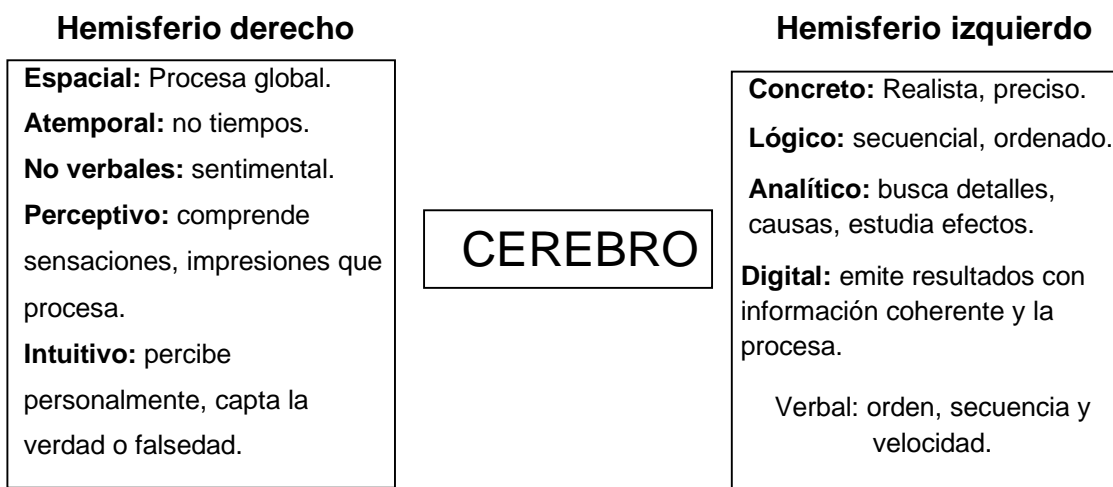 Hemisferio derecho
Espacial: Procesa global.
Atemporal: no tiempos.
No verbales: sentimental.
Perceptivo: comprende
sensaciones, impresiones que
procesa.
Intuitivo: percibe
personalmente, capta la
verdad o falsedad.
CEREBRO
Hemisferio izquierdo
Concreto: Realista, preciso.
Lógico: secuencial, ordenado.
Analítico: busca detalles,
causas, estudia efectos.
Digital: emite resultados con
información coherente y la
procesa.
Verbal: orden, secuencia y
velocidad.